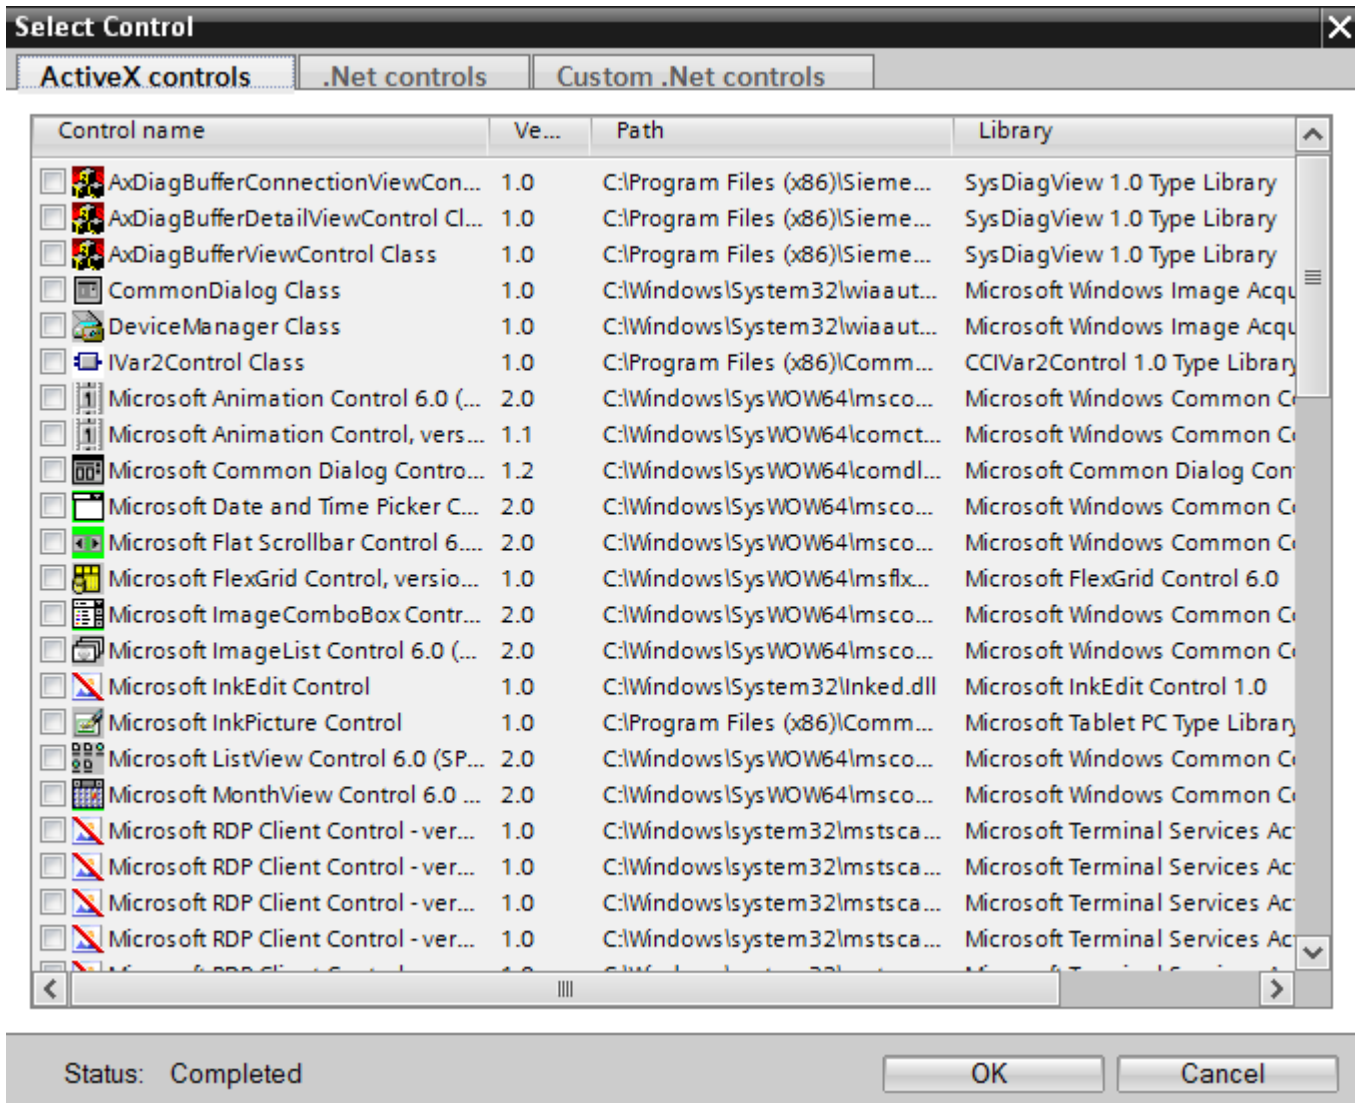 Select Control
ActiveX controls .Net controls Custom .Net controls
Control name Ve... Path Library
AxDiagBufferConnectionViewCon... 1.0 C:\Program Files (x86)\Sieme... SysDiagView 1.0 Type Library
AxDiagBufferDetailViewControl Cl... 1.0 C:\Program Files (x86)\Sieme... SysDiagView 1.0 Type Library
AxDiagBufferViewControl Class 1.0 C:\Program Files (x86)\Sieme... SysDiagView 1.0 Type Library
CommonDialog Class 1.0 C:\Windows\System32\wiaaut... Microsoft Windows Image Acqu
DeviceManager Class 1.0 C:\Windows\System32\wiaaut... Microsoft Windows Image Acqu
IVar2Control Class 1.0 C:\Program Files (x86)\Comm... CCIVar2Control 1.0 Type Library
Microsoft Animation Control 6.0 (... 2.0 C:\Windows\SysWOW64\msco... Microsoft Windows Common Co
Microsoft Animation Control, vers... 1.1 C:\Windows\SysWOW64\comct... Microsoft Windows Common Co
Microsoft Common Dialog Contro... 1.2 C:\Windows\SysWOW64\comdl... Microsoft Common Dialog Cont
Microsoft Date and Time Picker C... 2.0 C:\Windows\SysWOW64\msco... Microsoft Windows Common Co
Microsoft Flat Scrollbar Control 6.... 2.0 C:\Windows\SysWOW64\msco... Microsoft Windows Common Co
Microsoft FlexGrid Control, versio... 1.0 C:\Windows\SysWOW64\msflx... Microsoft FlexGrid Control 6.0
Microsoft ImageComboBox Contr... 2.0 C:\Windows\SysWOW64\msco... Microsoft Windows Common Co
Microsoft ImageList Control 6.0 (... 2.0 C:\Windows\SysWOW64\msco... Microsoft Windows Common Co
Microsoft InkEdit Control 1.0 C:\Windows\System32\Inked.dll Microsoft InkEdit Control 1.0
Microsoft InkPicture Control 1.0 C:\Program Files (x86)\Comm... Microsoft Tablet PC Type Library
Microsoft ListView Control 6.0 (SP... 2.0 C:\Windows\SysWOW64\msco... Microsoft Windows Common Co
Microsoft MonthView Control 6.0 ... 2.0 C:\Windows\SysWOW64\msco... Microsoft Windows Common Co
Microsoft RDP Client Control - ver... 1.0 C:\Windows\system32\mstsca... Microsoft Terminal Services Act
Microsoft RDP Client Control - ver... 1.0 C:\Windows\system32\mstsca... Microsoft Terminal Services Act
Microsoft RDP Client Control - ver... 1.0 C:\Windows\system32\mstsca... Microsoft Terminal Services Act
Microsoft RDP Client Control - ver... 1.0 C:\Windows\system32\mstsca... Microsoft Terminal Services Act
Status: Completed OK Cancel